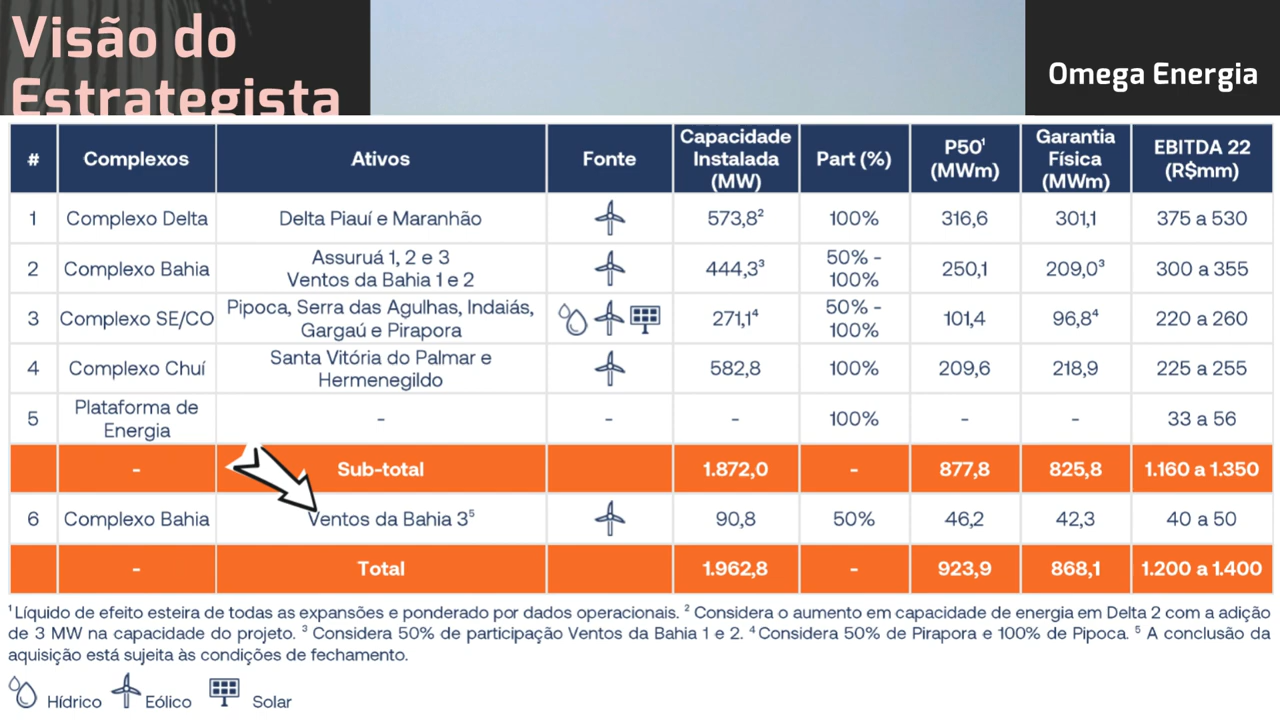 Visão do
Estrategista
Omega Energia
# Complexos Ativos Fonte Capacidade Instalada (MW) Part (%) P50¹ (MWm) Garantia Física (MWm) EBITDA 22 (R$mm)
1 Complexo Delta Delta Piauí e Maranhão 573,8² 100% 316,6 301,1 375 a 530
2 Complexo Bahia Assuruá 1, 2 e 3 Ventos da Bahia 1 e 2 444,3³ 50% - 100% 250,1 209,0³ 300 a 355
3 Complexo SE/CO Pipoca, Serra das Agulhas, Indaiás, Gargaú e Pirapora 271,1⁴ 50% - 100% 101,4 96,8⁴ 220 a 260
4 Complexo Chuí Santa Vitória do Palmar e Hermenegildo 582,8 100% 209,6 218,9 225 a 255
5 Plataforma de Energia - - - 100% - - 33 a 56
- Sub-total 1.872,0 - 877,8 825,8 1.160 a 1.350
6 Complexo Bahia Ventos da Bahia 3⁵ 90,8 50% 46,2 42,3 40 a 50
- Total 1.962,8 - 923,9 868,1 1.200 a 1.400
¹ Líquido de efeito esteira de todas as expansões e ponderado por dados operacionais. ² Considera o aumento em capacidade de energia em Delta 2 com a adição
de 3 MW na capacidade do projeto. ³ Considera 50% de participação Ventos da Bahia 1 e 2. ⁴ Considera 50% de Pirapora e 100% de Pipoca. ⁵ A conclusão da
aquisição está sujeita às condições de fechamento.
Hídrico Eólico Solar